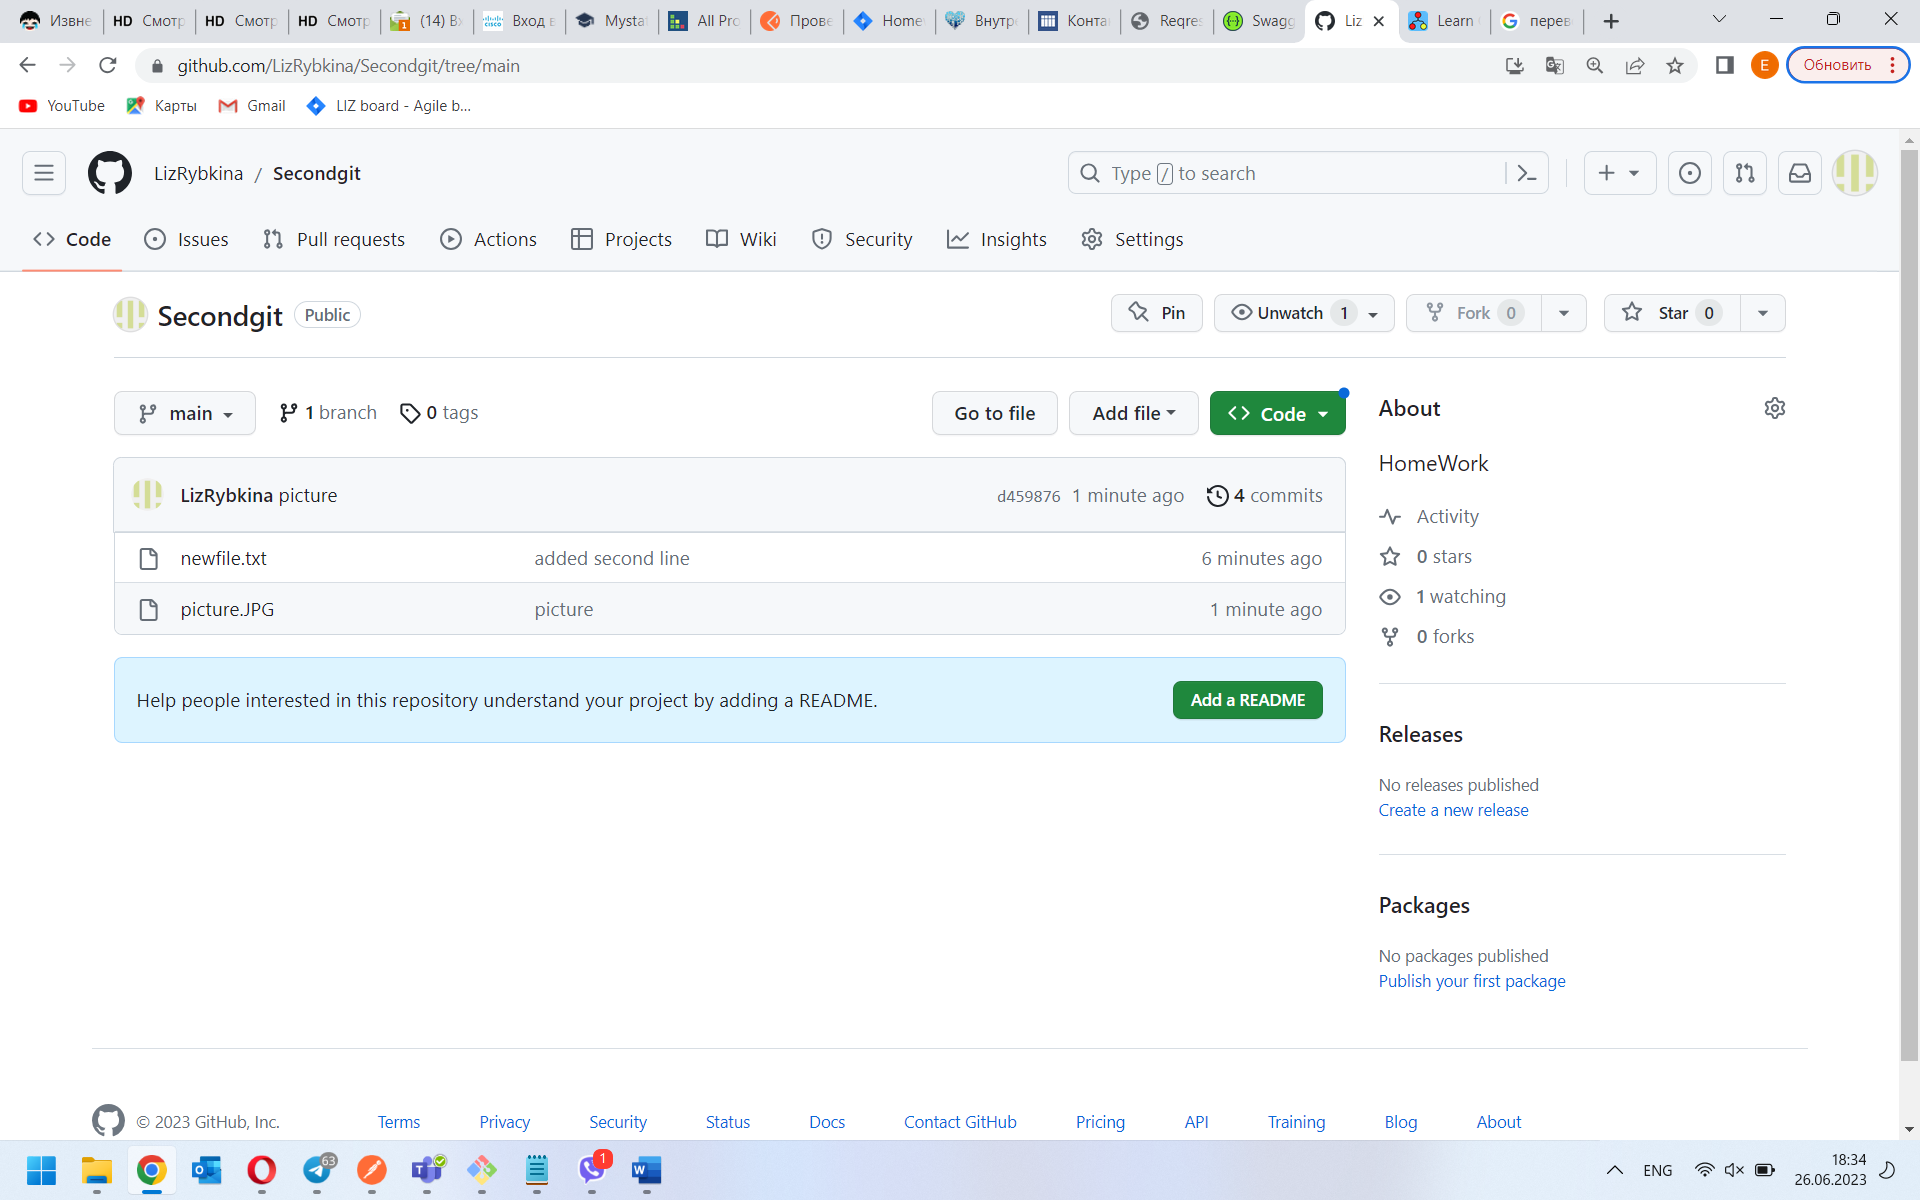 Извне HD Смотр HD Смотр HD Смотр (14) Вх Вход в Mystat All Pro Прове Home Внутр Конта Reqres Swagg Liz Learn перев
github.com/LizRybkina/Secondgit/tree/main E Обновить
YouTube Карты Gmail LIZ board - Agile b...
LizRybkina / Secondgit Type / to search
Code Issues Pull requests Actions Projects Wiki Security Insights Settings
Secondgit Public Pin Unwatch 1 Fork 0 Star 0
main 1 branch 0 tags Go to file Add file Code About
HomeWork
LizRybkina picture d459876 1 minute ago 4 commits
Activity
newfile.txt added second line 6 minutes ago
0 stars
picture.JPG picture 1 minute ago
1 watching
0 forks
Help people interested in this repository understand your project by adding a README. Add a README
Releases
No releases published
Create a new release
Packages
No packages published
Publish your first package
© 2023 GitHub, Inc. Terms Privacy Security Status Docs Contact GitHub Pricing API Training Blog About
63 1 ENG 18:34
26.06.2023